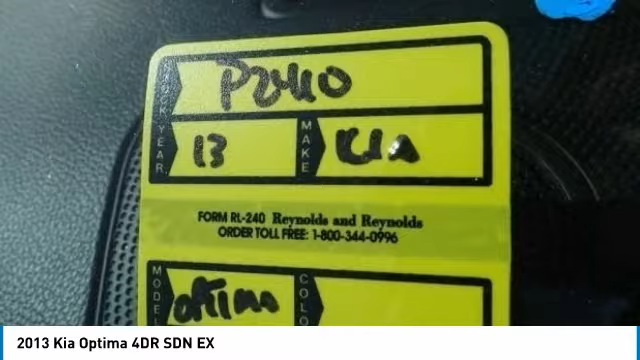 STOCK P2410
YEAR 13 MAKE KIA
FORM RL-240 Reynolds and Reynolds
ORDER TOLL FREE: 1-800-344-0996
MODEL optima COLO
2013 Kia Optima 4DR SDN EX